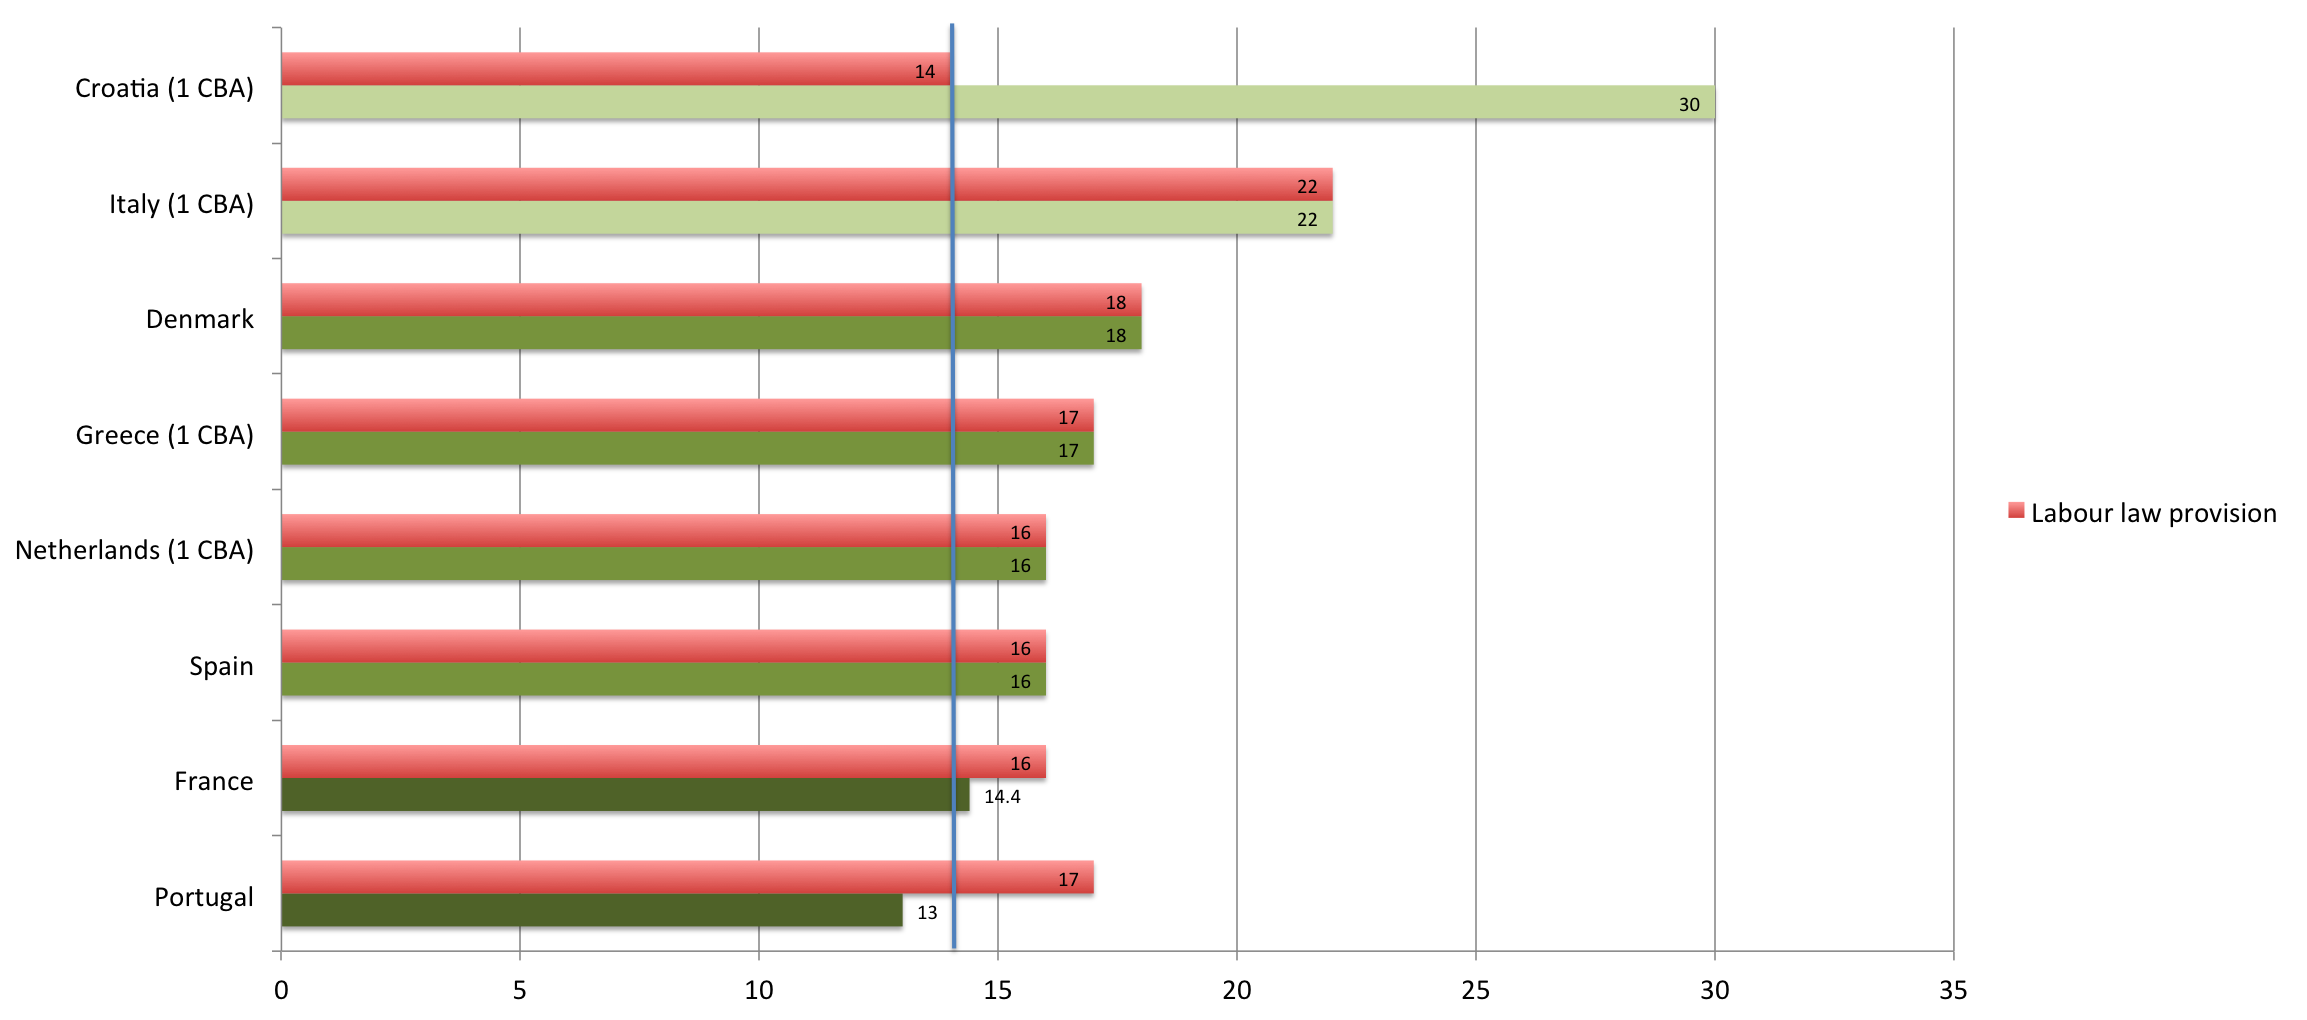 Croatia (1 CBA)
14
30
Italy (1 CBA)
22
22
Denmark
18
18
Greece (1 CBA)
17
17
Netherlands (1 CBA)
16
16
Spain
16
16
France
16
14.4
Portugal
17
13
0 5 10 15 20 25 30 35
Labour law provision